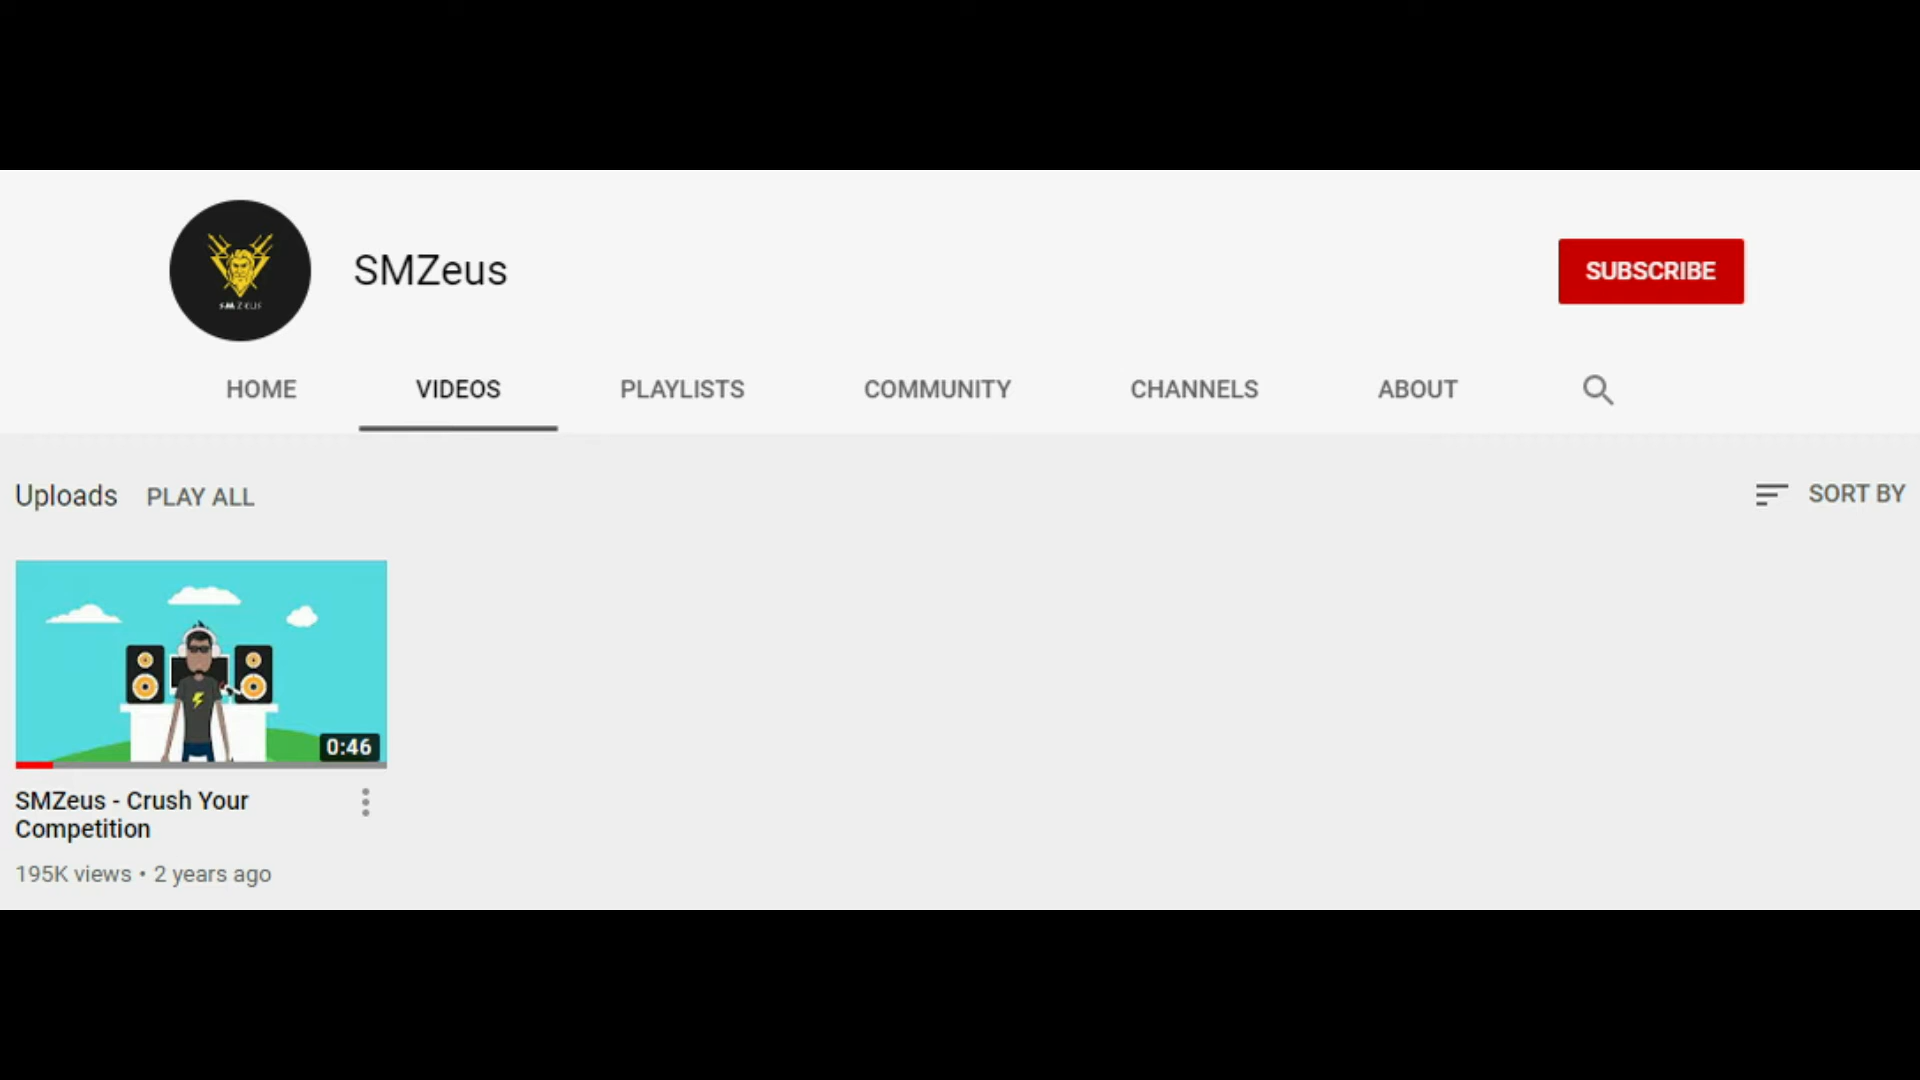 SMZEUS
SMZeus
SUBSCRIBE
HOME VIDEOS PLAYLISTS COMMUNITY CHANNELS ABOUT
Uploads PLAY ALL SORT BY
0:46
SMZeus - Crush Your
Competition
195K views • 2 years ago